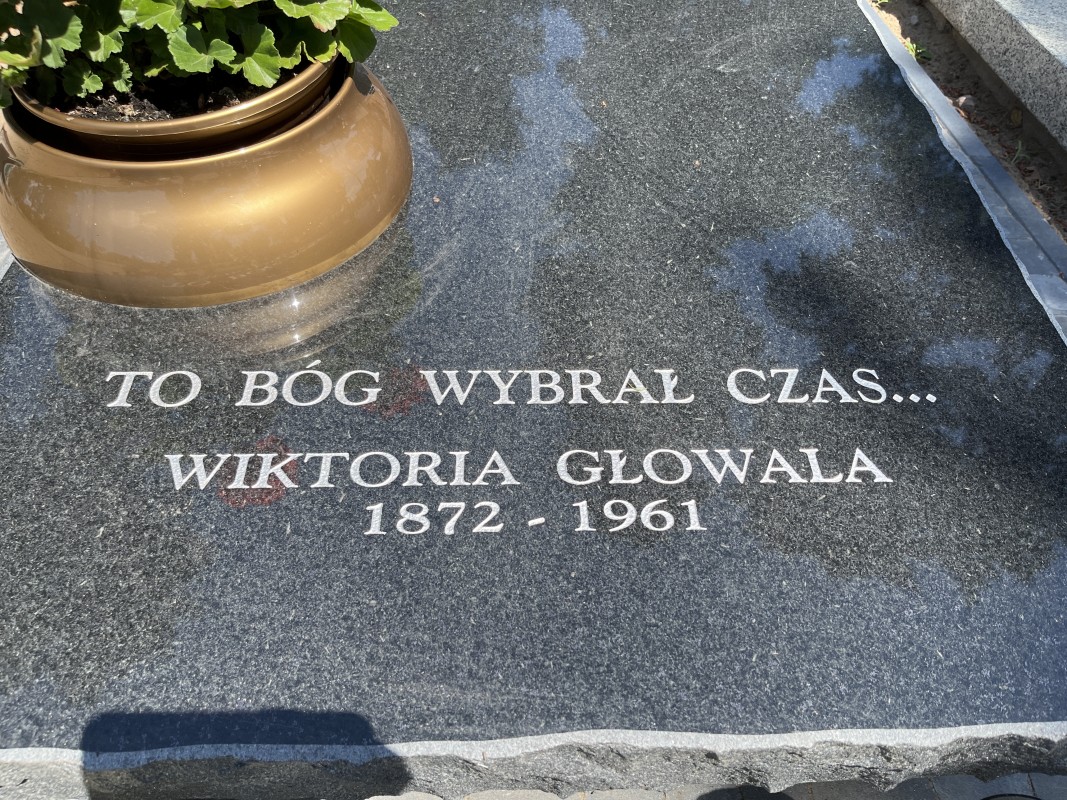 TO BÓG WYBRAŁ CZAS...
WIKTORIA GŁOWALA
1872 - 1961